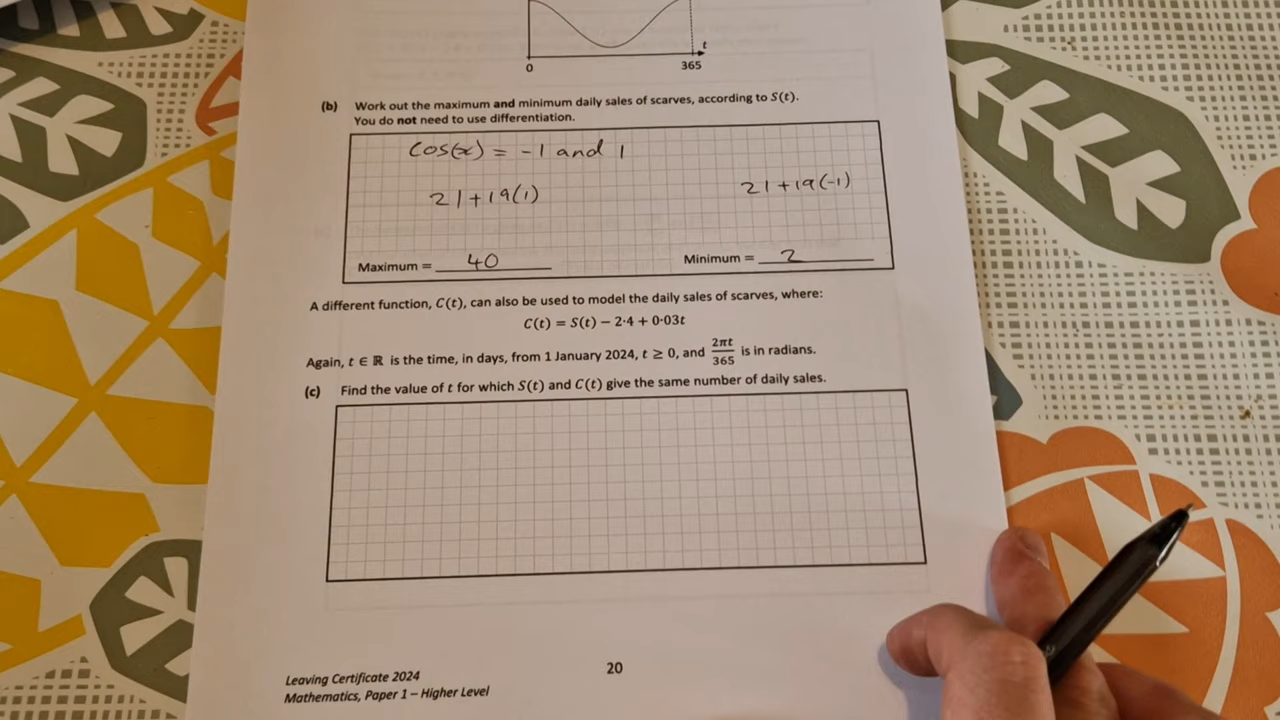 t
0 365
(b) Work out the maximum and minimum daily sales of scarves, according to S(t).
You do not need to use differentiation.
cos(x) = -1 and 1
21+19(1) 21+19(-1)
Maximum = 40 Minimum = 2
A different function, C(t), can also be used to model the daily sales of scarves, where:
C(t) = S(t) − 2·4 + 0·03t
Again, t ∈ ℝ is the time, in days, from 1 January 2024, t ≥ 0, and 2πt/365 is in radians.
(c) Find the value of t for which S(t) and C(t) give the same number of daily sales.
Leaving Certificate 2024 20
Mathematics, Paper 1 – Higher Level